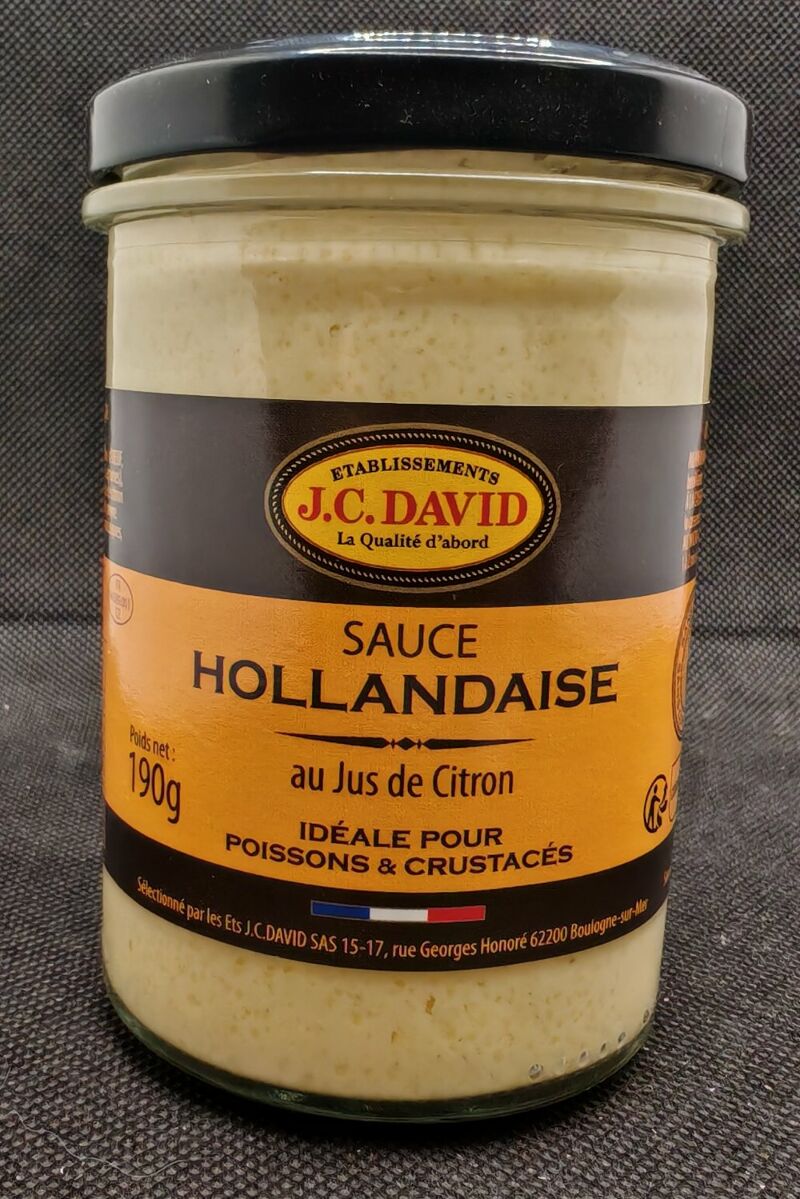 ETABLISSEMENTS
J.C.DAVID
La Qualité d'abord
SAUCE
HOLLANDAISE
au Jus de Citron
Poids net :
190g
IDÉALE POUR
POISSONS & CRUSTACÉS
Sélectionné par les Ets J.C.DAVID SAS 15-17, rue Georges Honoré 62200 Boulogne-sur-Mer